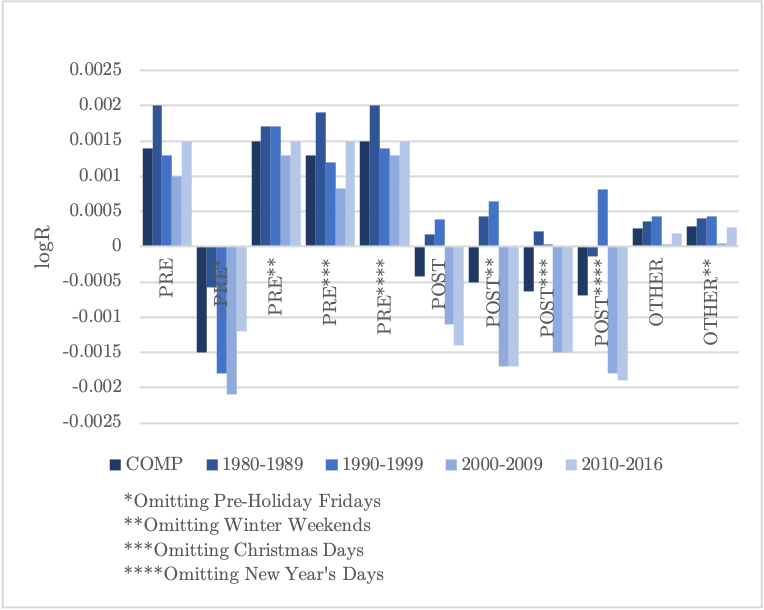 0.0025
0.002
0.0015
0.001
0.0005
0
-0.0005
-0.001
-0.0015
-0.002
-0.0025
logR
PRE
PRE*
PRE**
PRE***
PRE****
POST
POST**
POST***
POST****
OTHER
OTHER**
COMP 1980-1989 1990-1999 2000-2009 2010-2016
*Omitting Pre-Holiday Fridays
**Omitting Winter Weekends
***Omitting Christmas Days
****Omitting New Year's Days